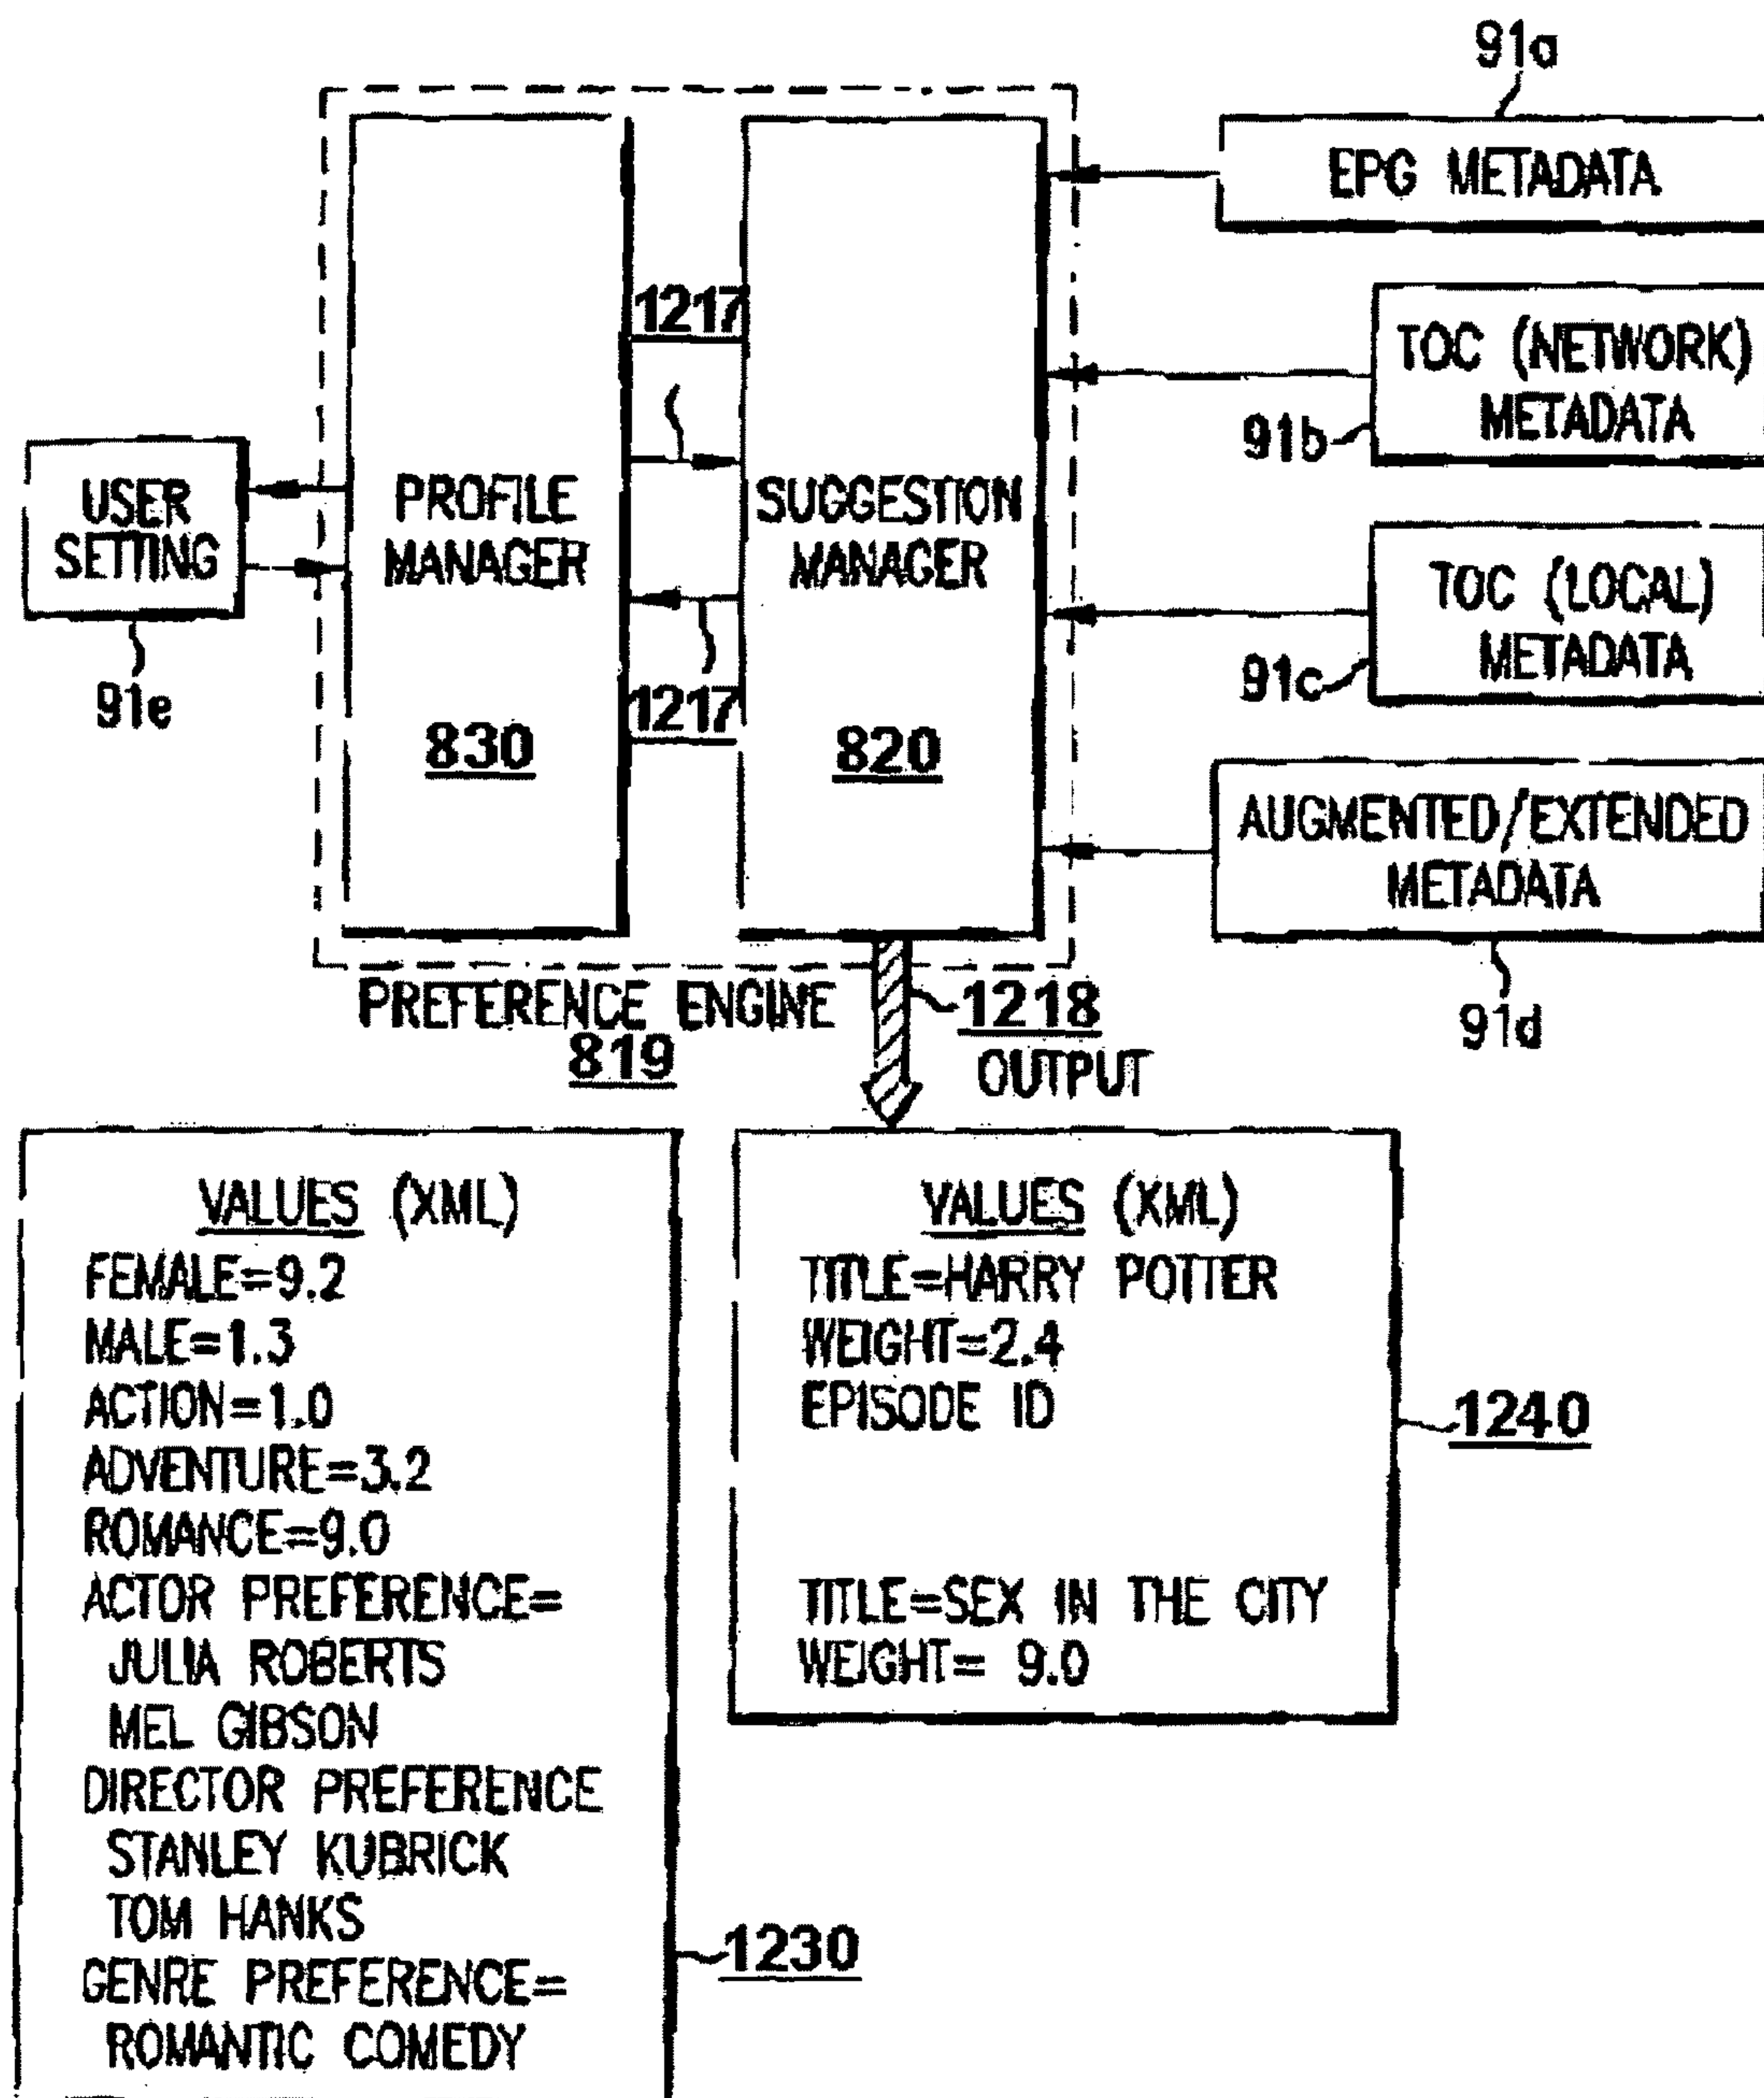 91a
EPG METADATA
1217
TOC (NETWORK)
METADATA
91b
USER
SETTING
91e
PROFILE
MANAGER
830
SUGGESTION
MANAGER
820
1217
TOC (LOCAL)
METADATA
91c
AUGMENTED/EXTENDED
METADATA
91d
PREFERENCE ENGINE
819
1218
OUTPUT
VALUES (XML)
FEMALE=9.2
MALE=1.3
ACTION=1.0
ADVENTURE=3.2
ROMANCE=9.0
ACTOR PREFERENCE=
JULIA ROBERTS
MEL GIBSON
DIRECTOR PREFERENCE
STANLEY KUBRICK
TOM HANKS
GENRE PREFERENCE=
ROMANTIC COMEDY
1230
VALUES (XML)
TITLE=HARRY POTTER
WEIGHT=2.4
EPISODE ID
TITLE=SEX IN THE CITY
WEIGHT= 9.0
1240